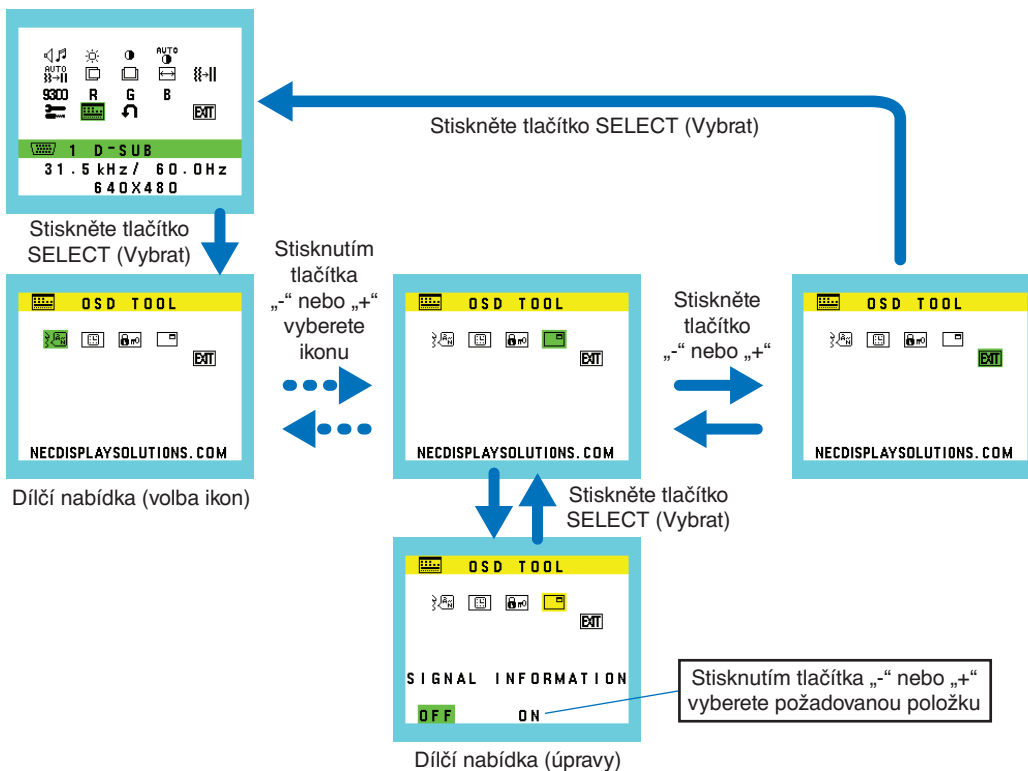 AUTO
AUTO
9300 R G B
EXIT
1 D-SUB
31.5 kHz/ 60.0Hz
640X480
Stiskněte tlačítko SELECT (Vybrat)
Stiskněte tlačítko
SELECT (Vybrat)
OSD TOOL
EXIT
NECDISPLAYSOLUTIONS.COM
Dílčí nabídka (volba ikon)
Stisknutím
tlačítka
„-“ nebo „+“
vyberete
ikonu
OSD TOOL
EXIT
NECDISPLAYSOLUTIONS.COM
Stiskněte
tlačítko
„-“ nebo „+“
OSD TOOL
EXIT
NECDISPLAYSOLUTIONS.COM
Stiskněte tlačítko
SELECT (Vybrat)
OSD TOOL
EXIT
SIGNAL INFORMATION
OFF ON
Stisknutím tlačítka „-“ nebo „+“
vyberete požadovanou položku
Dílčí nabídka (úpravy)